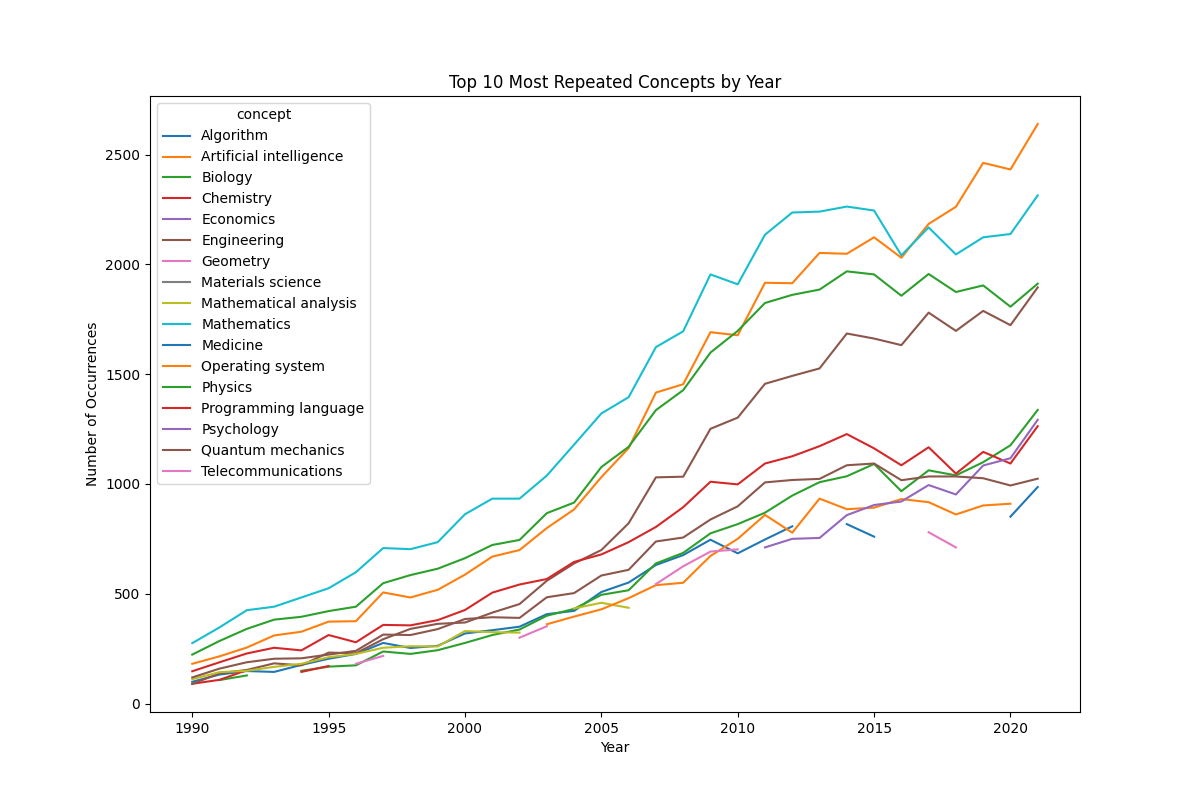 Top 10 Most Repeated Concepts by Year
concept
Algorithm
Artificial intelligence
Biology
Chemistry
Economics
Engineering
Geometry
Materials science
Mathematical analysis
Mathematics
Medicine
Operating system
Physics
Programming language
Psychology
Quantum mechanics
Telecommunications
Number of Occurrences
2500
2000
1500
1000
500
0
1990 1995 2000 2005 2010 2015 2020
Year